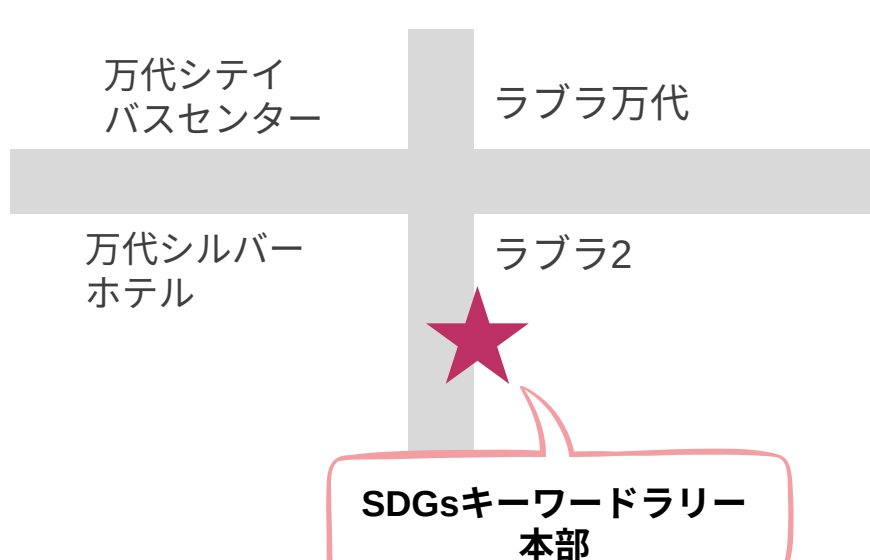 万代シテイ
バスセンター
ラブラ万代
万代シルバー
ホテル
ラブラ2
SDGsキーワードラリー
本部